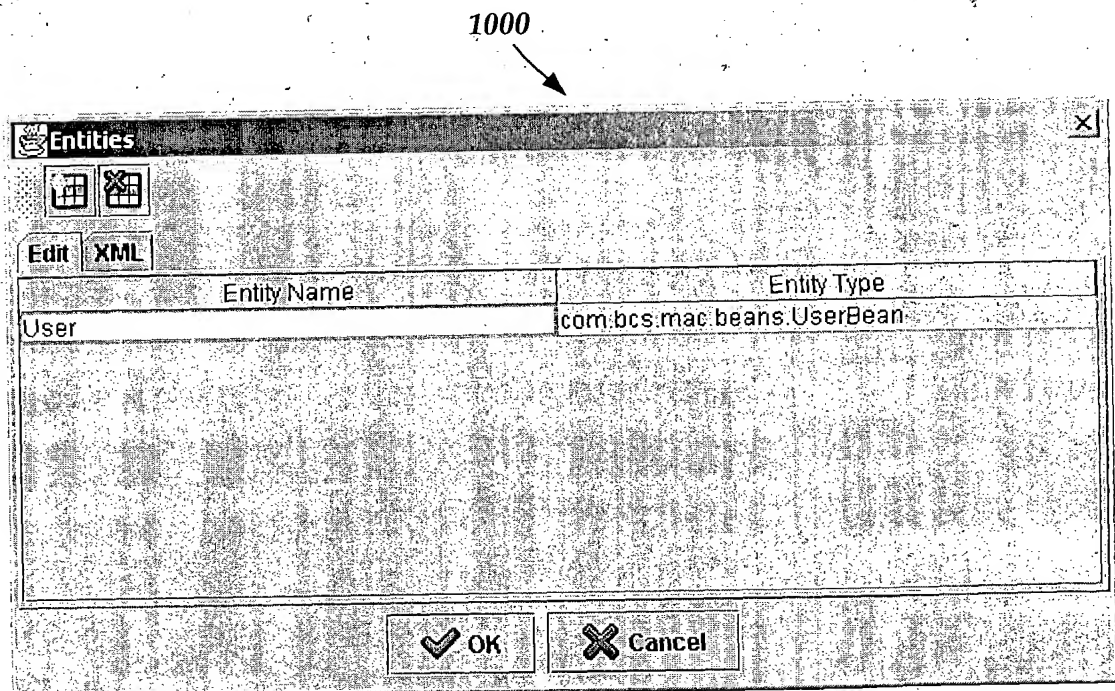 1000
Entities
Edit XML
Entity Name Entity Type
User com.bcs.mac.beans.UserBean
OK Cancel